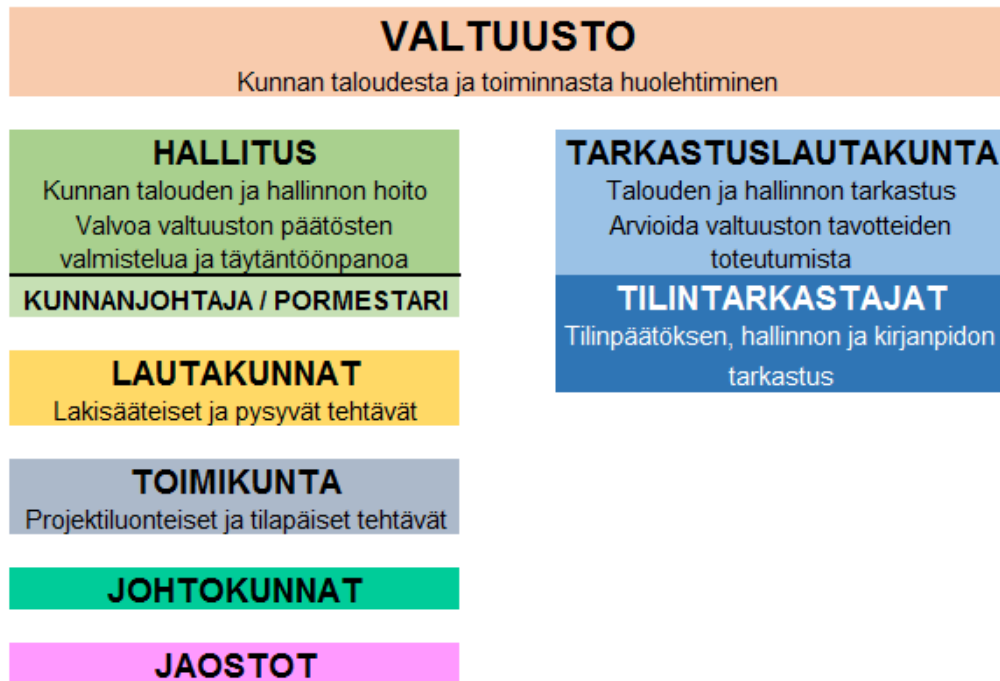 VALTUUSTO
Kunnan taloudesta ja toiminnasta huolehtiminen
HALLITUS
Kunnan talouden ja hallinnon hoito
Valvoa valtuuston päätösten
valmistelua ja täytäntöönpanoa
KUNNANJOHTAJA / PORMESTARI
LAUTAKUNNAT
Lakisääteiset ja pysyvät tehtävät
TOIMIKUNTA
Projektiluonteiset ja tilapäiset tehtävät
JOHTOKUNNAT
JAOSTOT
TARKASTUSLAUTAKUNTA
Talouden ja hallinnon tarkastus
Arvioida valtuuston tavotteiden
toteutumista
TILINTARKASTAJAT
Tilinpäätöksen, hallinnon ja kirjanpidon
tarkastus